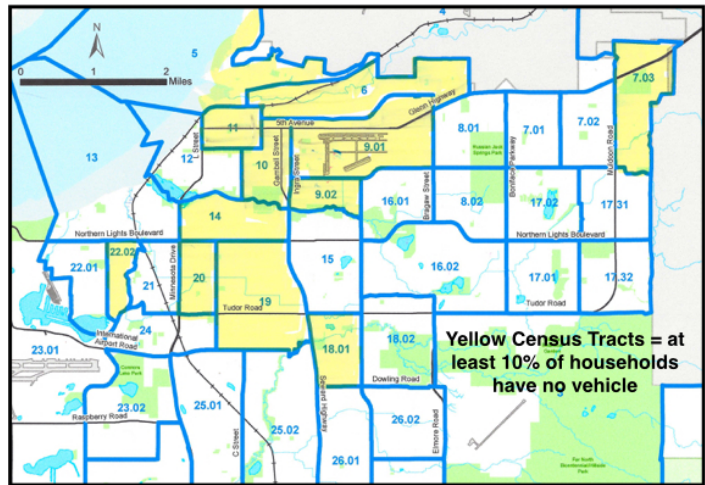 4
5
N
0
1
2
Miles
6
7.03
Glenn Highway
11
5th Avenue
L Street
12
13
10
Gambell Street
Ingra Street
9.01
8.01
Russian Jack
Springs Park
Boniface Parkway
7.01
7.02
Muldoon Road
9.02
16.01
Bragaw Street
8.02
17.02
17.31
14
Northern Lights Boulevard
Northern Lights Boulevard
22.01
22.02
21
Minnesota Drive
20
19
15
16.02
17.01
17.32
Tudor Road
Tudor Road
24
International
Airport Road
23.01
18.01
18.02
Yellow Census Tracts = at
least 10% of households
have no vehicle
3
Dowling Road
Raspberry Road
23.02
25.01
C Street
25.02
Seward Highway
26.01
26.02
Elmore Road
Far North
Bicentennial/Hillside
Park